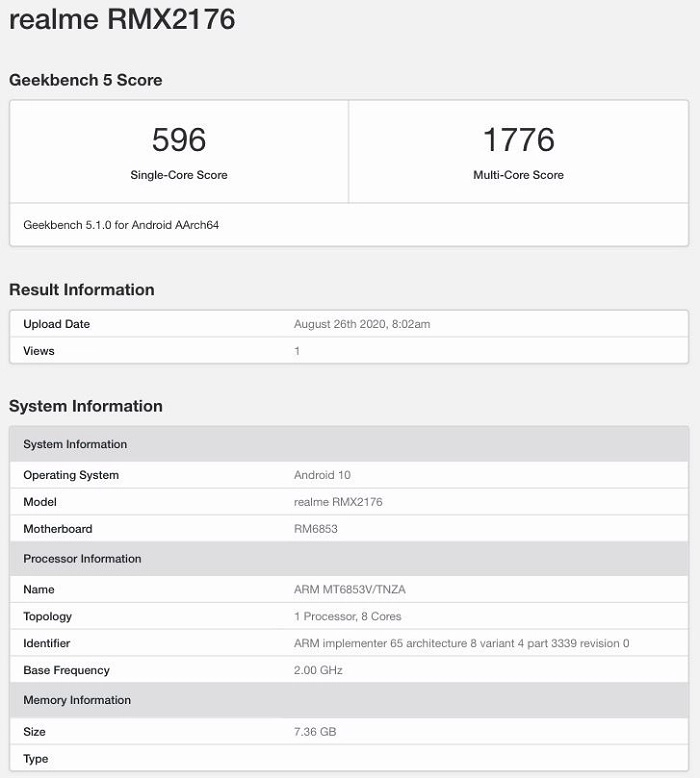 realme RMX2176
Geekbench 5 Score
596
1776
Single-Core Score
Multi-Core Score
Geekbench 5.1.0 for Android AArch64
Result Information
Upload Date August 26th 2020, 8:02am
Views 1
System Information
System Information
Operating System Android 10
Model realme RMX2176
Motherboard RM6853
Processor Information
Name ARM MT6853V/TNZA
Topology 1 Processor, 8 Cores
Identifier ARM implementer 65 architecture 8 variant 4 part 3339 revision 0
Base Frequency 2.00 GHz
Memory Information
Size 7.36 GB
Type